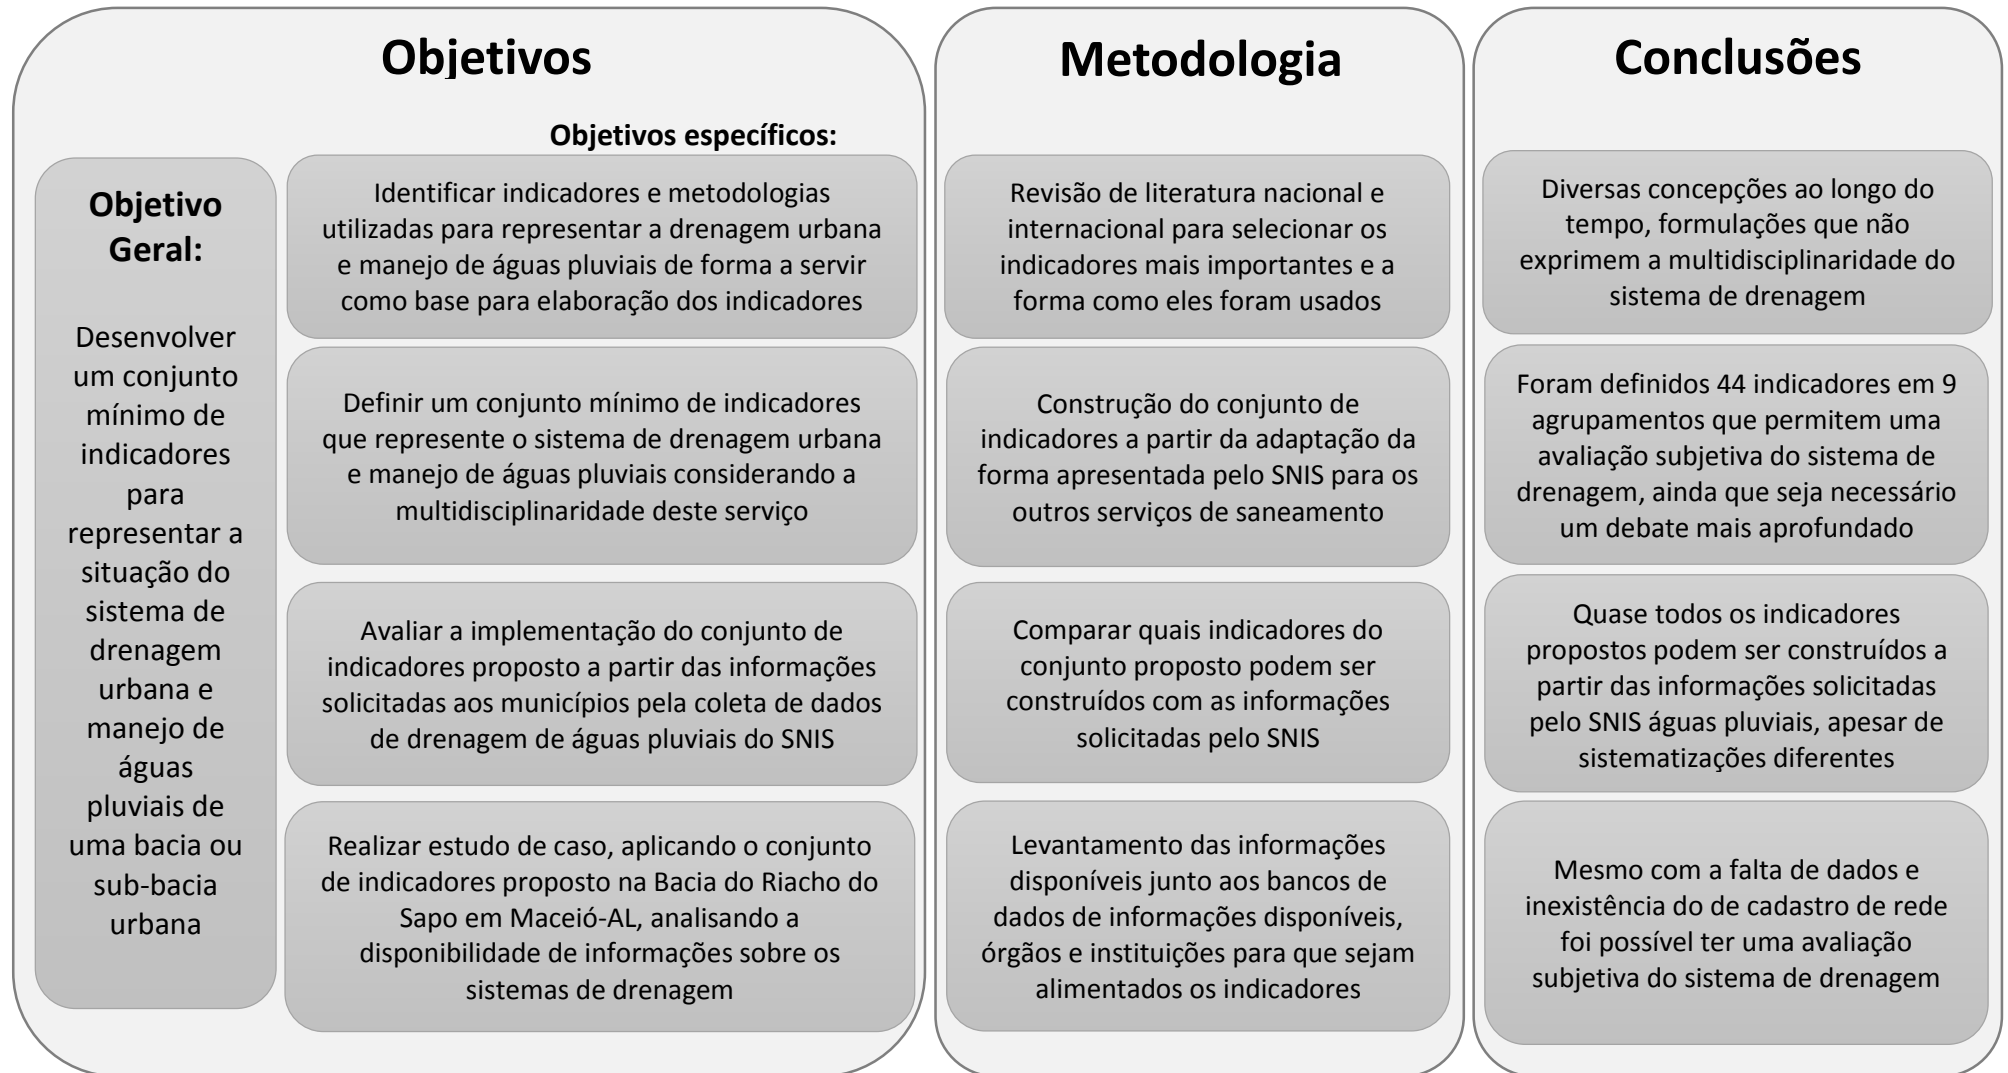 Objetivos
Objetivos específicos:
Objetivo
Geral:
Desenvolver
um conjunto
mínimo de
indicadores
para
representar a
situação do
sistema de
drenagem
urbana e
manejo de
águas
pluviais de
uma bacia ou
sub-bacia
urbana
Identificar indicadores e metodologias
utilizadas para representar a drenagem urbana
e manejo de águas pluviais de forma a servir
como base para elaboração dos indicadores
Definir um conjunto mínimo de indicadores
que represente o sistema de drenagem urbana
e manejo de águas pluviais considerando a
multidisciplinaridade deste serviço
Avaliar a implementação do conjunto de
indicadores proposto a partir das informações
solicitadas aos municípios pela coleta de dados
de drenagem de águas pluviais do SNIS
Realizar estudo de caso, aplicando o conjunto
de indicadores proposto na Bacia do Riacho do
Sapo em Maceió-AL, analisando a
disponibilidade de informações sobre os
sistemas de drenagem
Metodologia
Revisão de literatura nacional e
internacional para selecionar os
indicadores mais importantes e a
forma como eles foram usados
Construção do conjunto de
indicadores a partir da adaptação da
forma apresentada pelo SNIS para os
outros serviços de saneamento
Comparar quais indicadores do
conjunto proposto podem ser
construídos com as informações
solicitadas pelo SNIS
Levantamento das informações
disponíveis junto aos bancos de
dados de informações disponíveis,
órgãos e instituições para que sejam
alimentados os indicadores
Conclusões
Diversas concepções ao longo do
tempo, formulações que não
exprimem a multidisciplinaridade do
sistema de drenagem
Foram definidos 44 indicadores em 9
agrupamentos que permitem uma
avaliação subjetiva do sistema de
drenagem, ainda que seja necessário
um debate mais aprofundado
Quase todos os indicadores
propostos podem ser construídos a
partir das informações solicitadas
pelo SNIS águas pluviais, apesar de
sistematizações diferentes
Mesmo com a falta de dados e
inexistência do de cadastro de rede
foi possível ter uma avaliação
subjetiva do sistema de drenagem